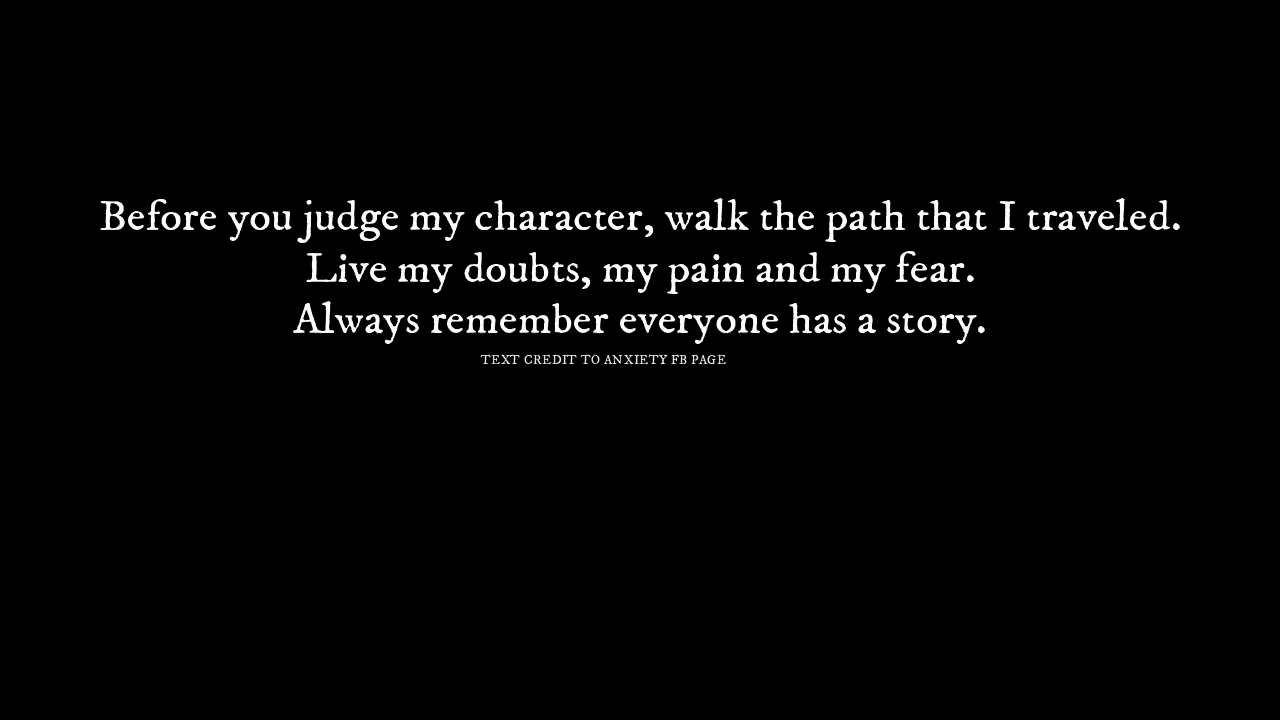 Before you judge my character, walk the path that I traveled.
Live my doubts, my pain and my fear.
Always remember everyone has a story.
TEXT CREDIT TO ANXIETY FB PAGE